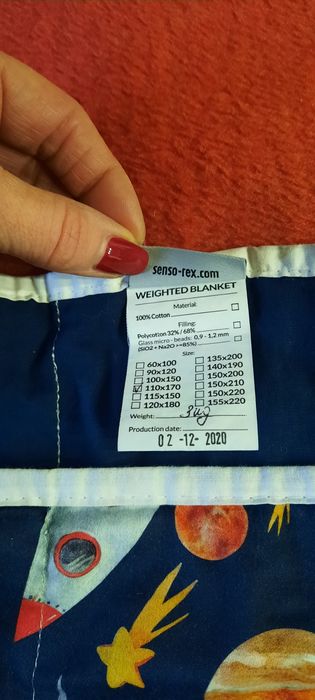 senso-rex.com
WEIGHTED BLANKET
Material:
100% Cotton
Filling:
Polycotton 32% / 68%
Glass micro - beads: 0,9 - 1,2 mm
(SIO2 + Na2O >=85%)
Size:
60x100 135x200
90x120 140x190
100x150 150x200
110x170 150x210
115x150 150x220
120x180 155x220
Weight: 3kg
Production date:
02 -12- 2020